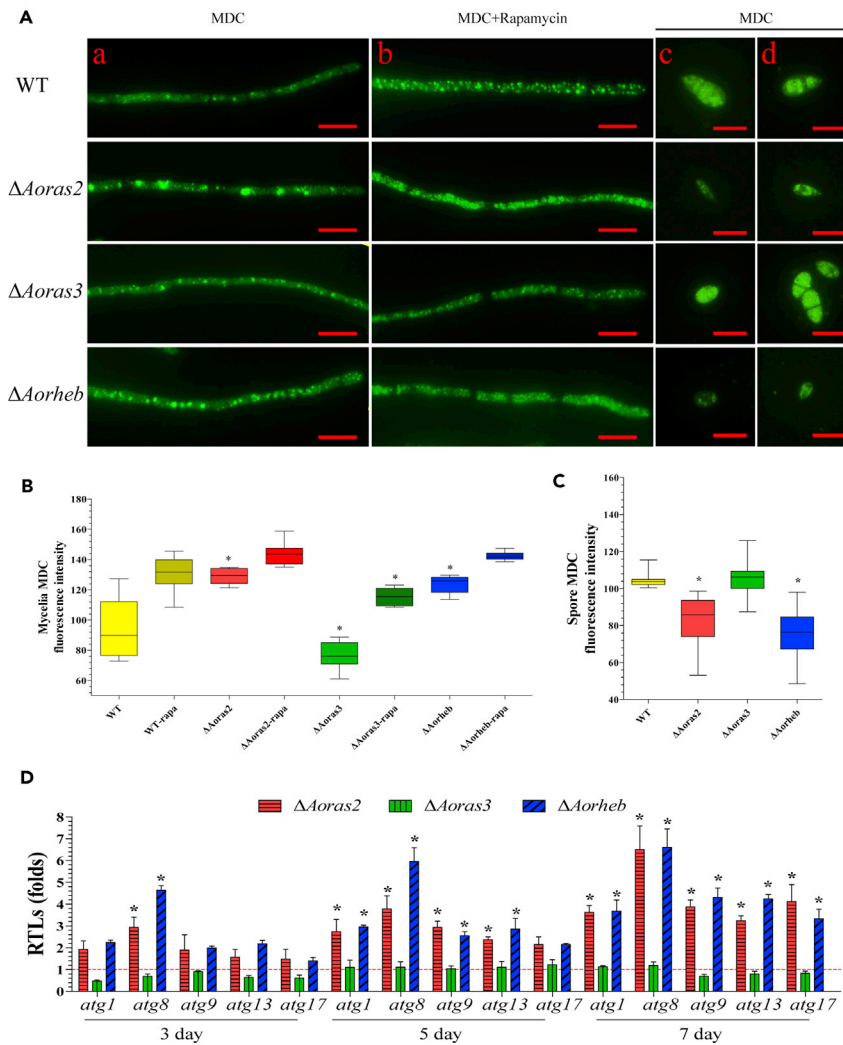 A
MDC
MDC+Rapamycin
MDC
a
b
c
d
WT
ΔAoras2
ΔAoras3
ΔAorheb
B
Mycelia MDC
fluorescence intensity
180
160
140
120
100
80
60
*
*
*
*
WT
WT-rapa
ΔAoras2
ΔAoras2-rapa
ΔAoras3
ΔAoras3-rapa
ΔAorheb
ΔAorheb-rapa
C
Spore MDC
fluorescence intensity
160
140
120
100
80
60
40
*
*
WT
ΔAoras2
ΔAoras3
ΔAorheb
D
ΔAoras2 ΔAoras3 ΔAorheb
RTLs (folds)
8
7
6
5
4
3
2
1
0
* * * * * * * * * * * * * * * * * * * *
atg1 atg8 atg9 atg13 atg17 atg1 atg8 atg9 atg13 atg17 atg1 atg8 atg9 atg13 atg17
3 day 5 day 7 day